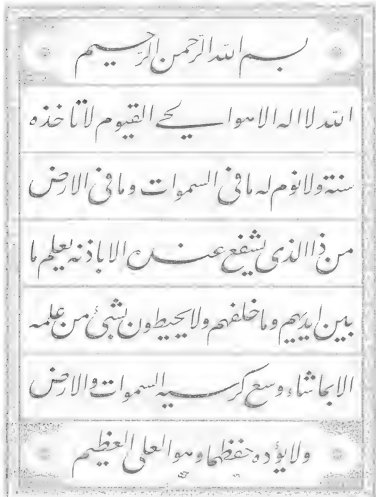 بسم الله الرحمن الرحیم
الله لا اله الا هو الحے القیوم لا تاخذه
سنة ولا نوم له ما فی السموات وما فی الارض
من ذا الذی یشفع عنده الا باذنه یعلم ما
بین ایدیهم وما خلفهم ولا یحیطون بشیئ من علمه
الا بما شاء وسع کرسیه السموات والارض
ولا یؤده حفظهما وهو العلی العظیم